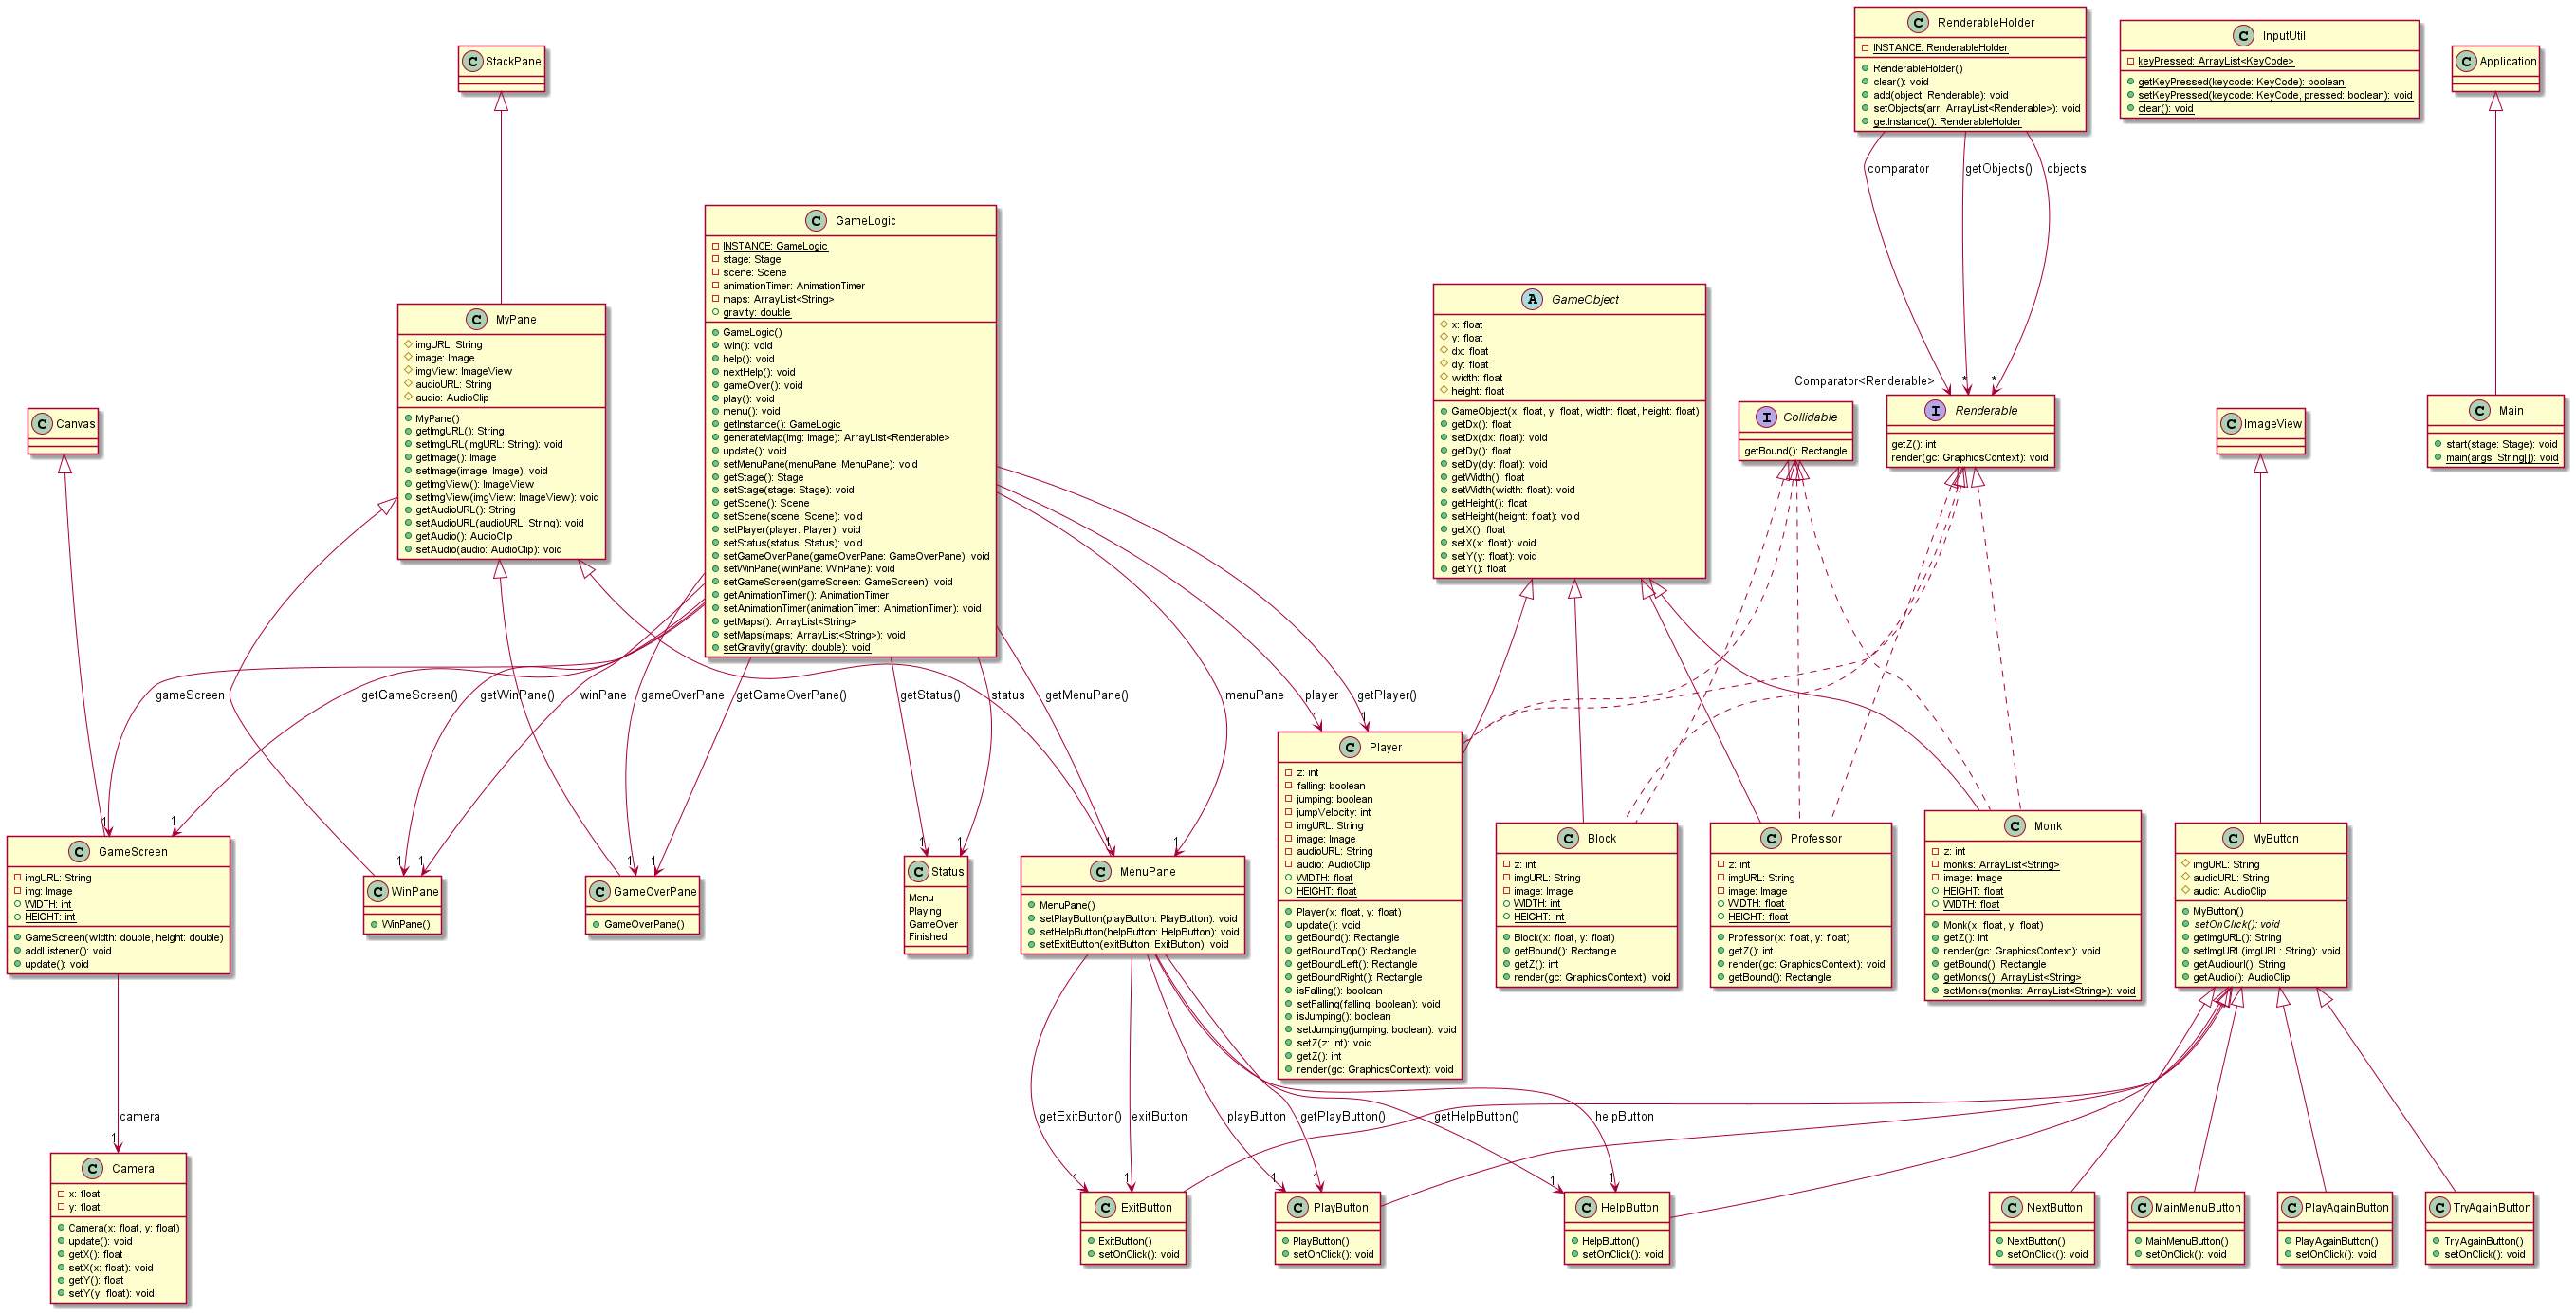 StackPane
MyPane
imgURL: String
image: Image
imgView: ImageView
audioURL: String
audio: AudioClip
MyPane()
getImgURL(): String
setImgURL(imgURL: String): void
getImage(): Image
setImage(image: Image): void
getImgView(): ImageView
setImgView(imgView: ImageView): void
getAudioURL(): String
setAudioURL(audioURL: String): void
getAudio(): AudioClip
setAudio(audio: AudioClip): void
Canvas
GameLogic
INSTANCE: GameLogic
stage: Stage
scene: Scene
animationTimer: AnimationTimer
maps: ArrayList<String>
gravity: double
GameLogic()
win(): void
help(): void
nextHelp(): void
gameOver(): void
play(): void
menu(): void
getInstance(): GameLogic
generateMap(img: Image): ArrayList<Renderable>
update(): void
setMenuPane(menuPane: MenuPane): void
getStage(): Stage
setStage(stage: Stage): void
getScene(): Scene
setScene(scene: Scene): void
setPlayer(player: Player): void
setStatus(status: Status): void
setGameOverPane(gameOverPane: GameOverPane): void
setWinPane(winPane: WinPane): void
setGameScreen(gameScreen: GameScreen): void
getAnimationTimer(): AnimationTimer
setAnimationTimer(animationTimer: AnimationTimer): void
getMaps(): ArrayList<String>
setMaps(maps: ArrayList<String>): void
setGravity(gravity: double): void
RenderableHolder
INSTANCE: RenderableHolder
RenderableHolder()
clear(): void
add(object: Renderable): void
setObjects(arr: ArrayList<Renderable>): void
getInstance(): RenderableHolder
comparator
getObjects()
objects
Comparator<Renderable>
*
*
InputUtil
keyPressed: ArrayList<KeyCode>
getKeyPressed(keycode: KeyCode): boolean
setKeyPressed(keycode: KeyCode, pressed: boolean): void
clear(): void
Application
Main
start(stage: Stage): void
main(args: String[]): void
GameObject
x: float
y: float
dx: float
dy: float
width: float
height: float
GameObject(x: float, y: float, width: float, height: float)
getDx(): float
setDx(dx: float): void
getDy(): float
setDy(dy: float): void
getWidth(): float
setWidth(width: float): void
getHeight(): float
setHeight(height: float): void
getX(): float
setX(x: float): void
setY(y: float): void
getY(): float
Collidable
getBound(): Rectangle
Renderable
getZ(): int
render(gc: GraphicsContext): void
ImageView
gameScreen
getGameScreen()
getWinPane()
winPane
gameOverPane
getGameOverPane()
getStatus()
status
getMenuPane()
menuPane
player
getPlayer()
1
1
1
1
1
1
1
1
1
1
1
1
GameScreen
imgURL: String
img: Image
WIDTH: int
HEIGHT: int
GameScreen(width: double, height: double)
addListener(): void
update(): void
WinPane
WinPane()
GameOverPane
GameOverPane()
Status
Menu
Playing
GameOver
Finished
MenuPane
MenuPane()
setPlayButton(playButton: PlayButton): void
setHelpButton(helpButton: HelpButton): void
setExitButton(exitButton: ExitButton): void
Player
z: int
falling: boolean
jumping: boolean
jumpVelocity: int
imgURL: String
image: Image
audioURL: String
audio: AudioClip
WIDTH: float
HEIGHT: float
Player(x: float, y: float)
update(): void
getBound(): Rectangle
getBoundTop(): Rectangle
getBoundLeft(): Rectangle
getBoundRight(): Rectangle
isFalling(): boolean
setFalling(falling: boolean): void
isJumping(): boolean
setJumping(jumping: boolean): void
setZ(z: int): void
getZ(): int
render(gc: GraphicsContext): void
Block
z: int
imgURL: String
image: Image
WIDTH: int
HEIGHT: int
Block(x: float, y: float)
getBound(): Rectangle
getZ(): int
render(gc: GraphicsContext): void
Professor
z: int
imgURL: String
image: Image
WIDTH: float
HEIGHT: float
Professor(x: float, y: float)
getZ(): int
render(gc: GraphicsContext): void
getBound(): Rectangle
Monk
z: int
monks: ArrayList<String>
image: Image
HEIGHT: float
WIDTH: float
Monk(x: float, y: float)
getZ(): int
render(gc: GraphicsContext): void
getBound(): Rectangle
getMonks(): ArrayList<String>
setMonks(monks: ArrayList<String>): void
MyButton
imgURL: String
audioURL: String
audio: AudioClip
MyButton()
setOnClick(): void
getImgURL(): String
setImgURL(imgURL: String): void
getAudiourl(): String
getAudio(): AudioClip
camera
1
getExitButton()
exitButton
playButton
getPlayButton()
getHelpButton()
helpButton
1
1
1
1
1
1
Camera
x: float
y: float
Camera(x: float, y: float)
update(): void
getX(): float
setX(x: float): void
getY(): float
setY(y: float): void
ExitButton
ExitButton()
setOnClick(): void
PlayButton
PlayButton()
setOnClick(): void
HelpButton
HelpButton()
setOnClick(): void
NextButton
NextButton()
setOnClick(): void
MainMenuButton
MainMenuButton()
setOnClick(): void
PlayAgainButton
PlayAgainButton()
setOnClick(): void
TryAgainButton
TryAgainButton()
setOnClick(): void